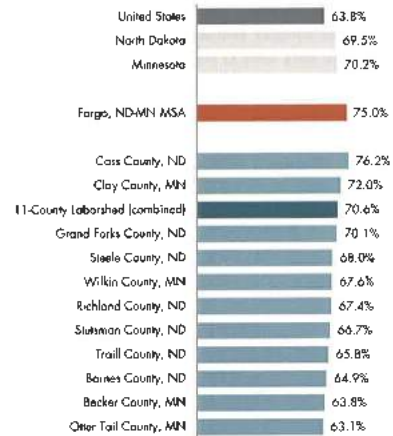 United States 63.8%
North Dakota 69.5%
Minnesota 70.2%
Fargo, ND-MN MSA 75.0%
Cass County, ND 76.2%
Clay County, MN 72.0%
11-County Laborshed (combined) 70.6%
Grand Forks County, ND 70.1%
Steele County, ND 68.0%
Wilkin County, MN 67.6%
Richland County, ND 67.4%
Stutsman County, ND 66.7%
Traill County, ND 65.8%
Barnes County, ND 64.9%
Becker County, MN 63.8%
Otter Tail County, MN 63.1%